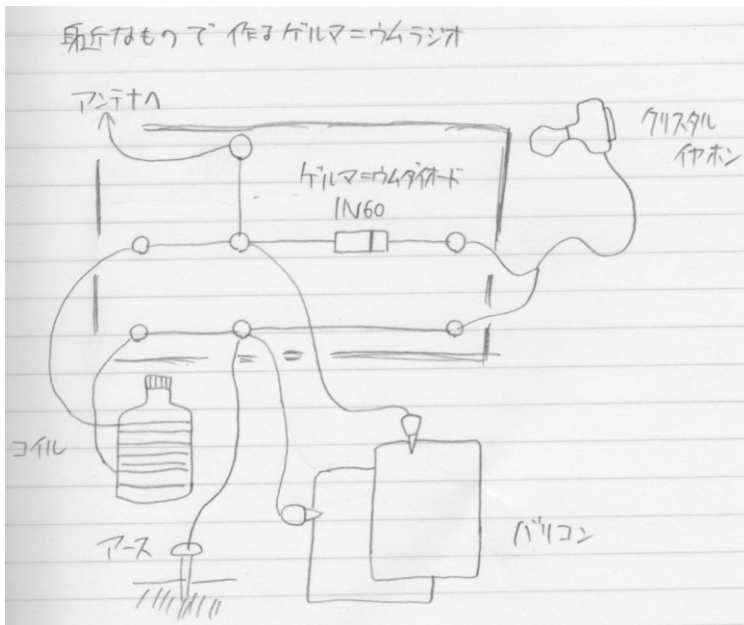 身近なもので作るゲルマニウムラジオ
アンテナへ
クリスタル
イヤホン
ゲルマニウムダイオード
1N60
コイル
アース
バリコン